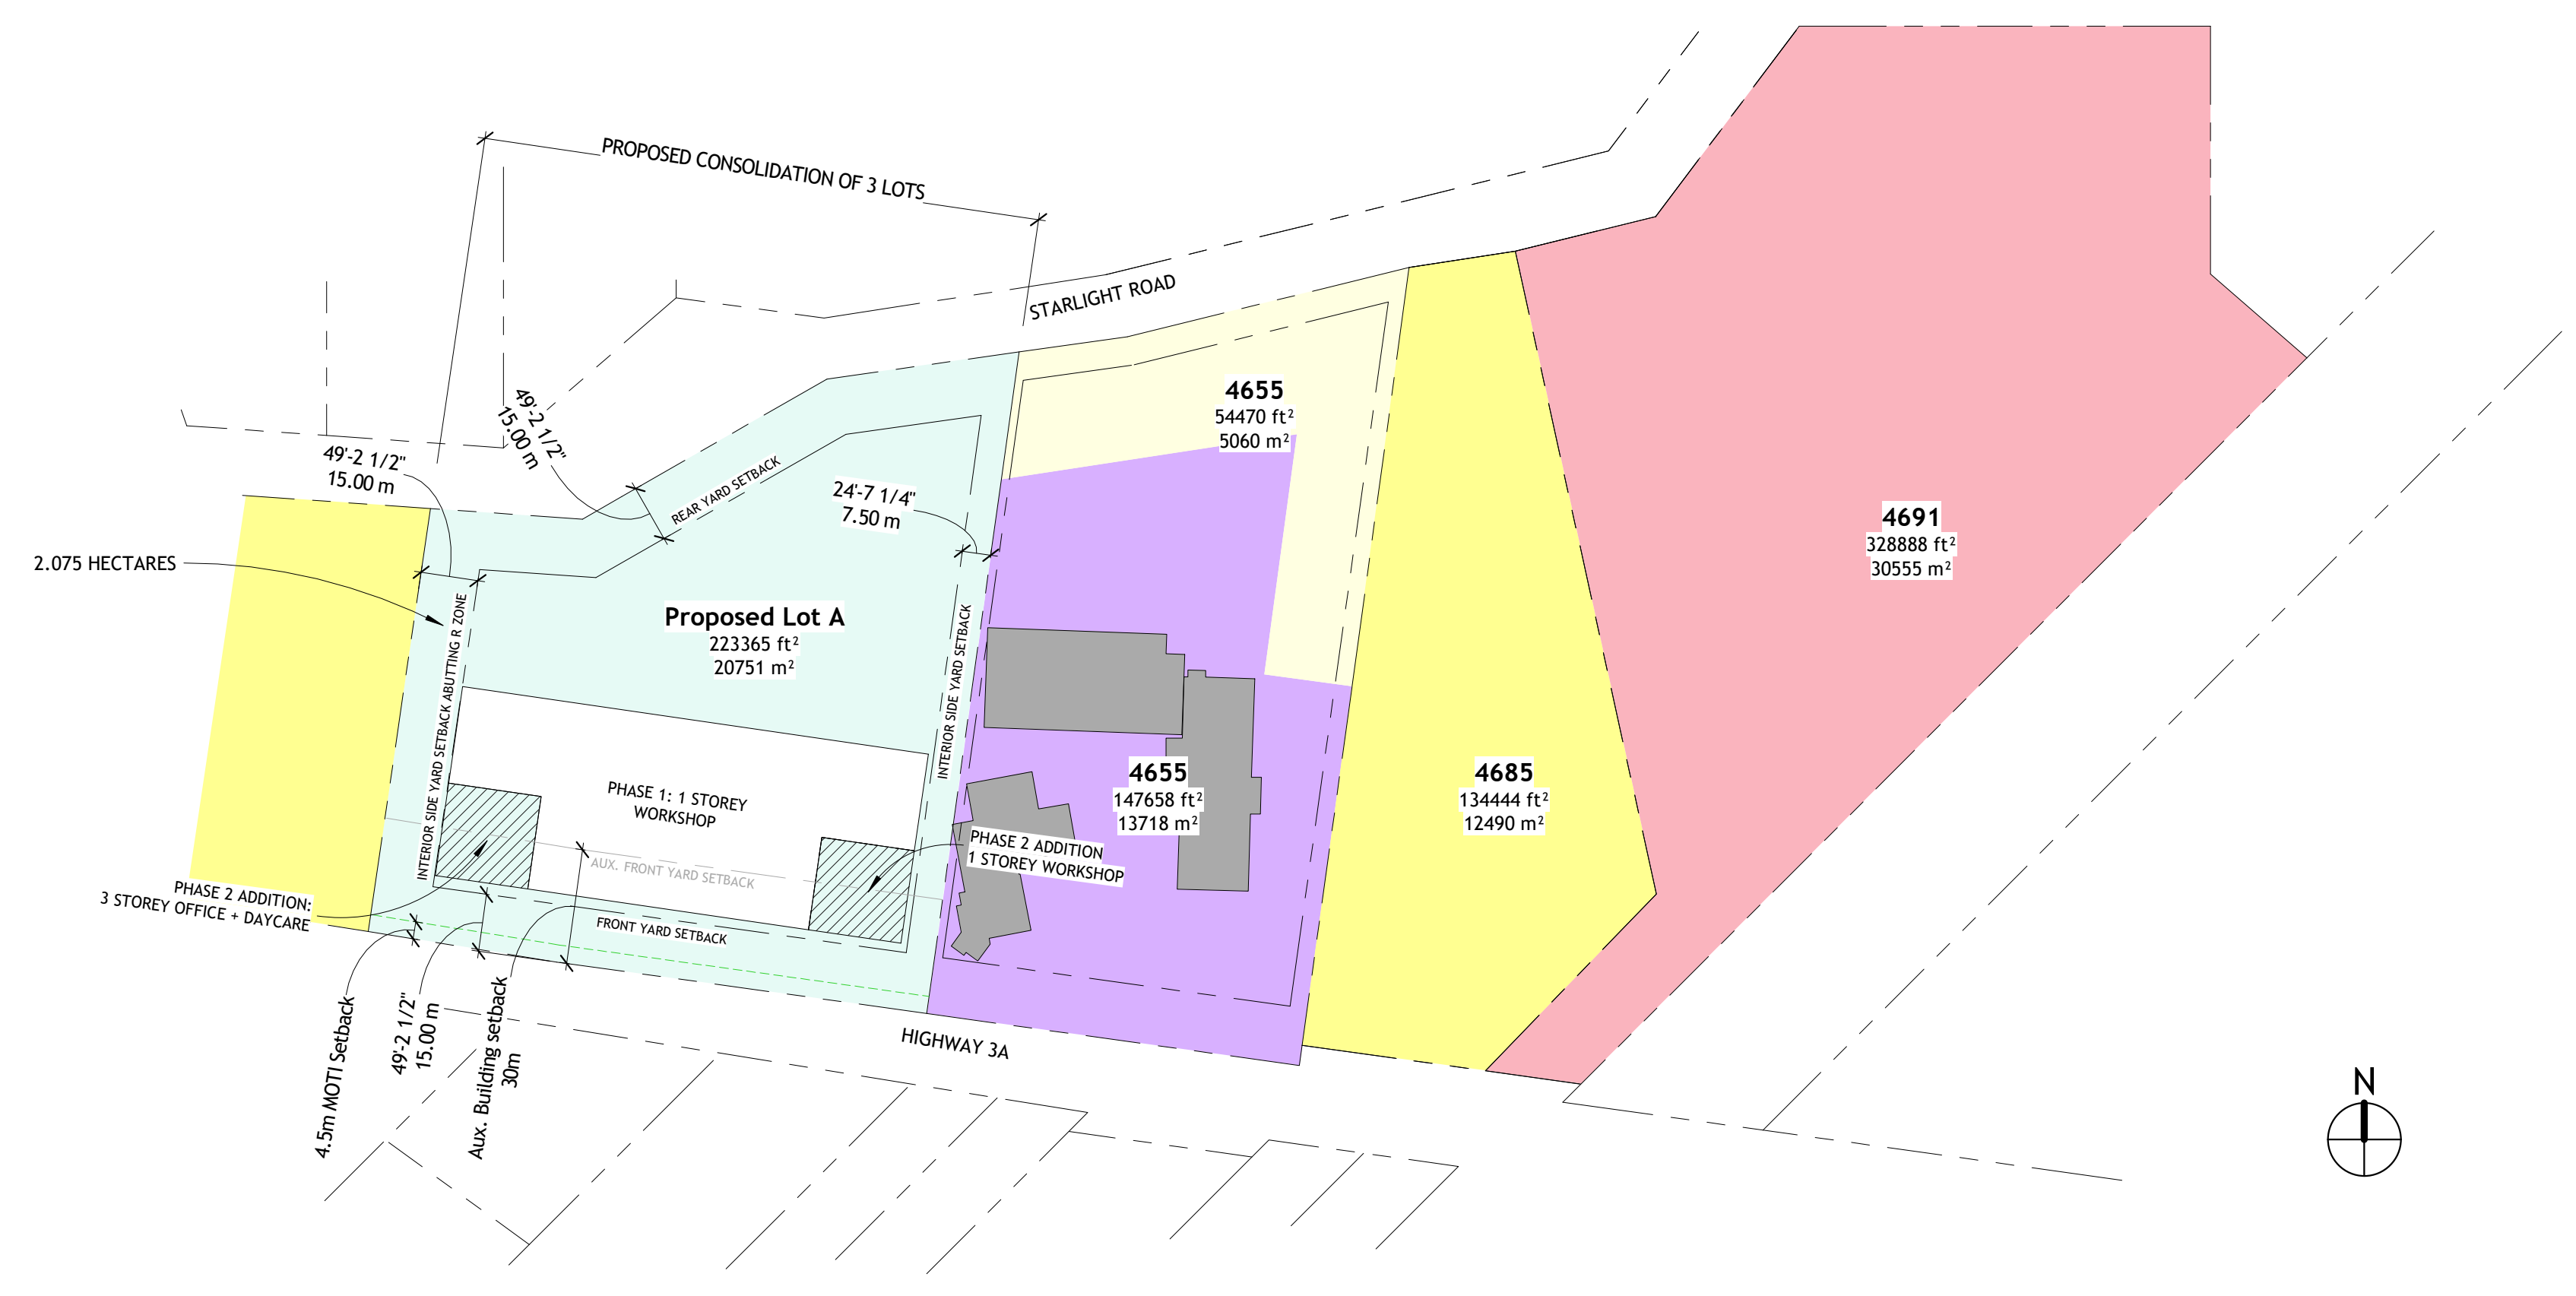 PROPOSED CONSOLIDATION OF 3 LOTS
STARLIGHT ROAD
49'-2 1/2"
15.00 m
49'-2 1/2"
15.00 m
REAR YARD SETBACK
24'-7 1/4"
7.50 m
4655
54470 ft²
5060 m²
4691
328888 ft²
30555 m²
2.075 HECTARES
Proposed Lot A
223365 ft²
20751 m²
INTERIOR SIDE YARD SETBACK ABUTTING R ZONE
INTERIOR SIDE YARD SETBACK
PHASE 1: 1 STOREY
WORKSHOP
4655
147658 ft²
13718 m²
4685
134444 ft²
12490 m²
PHASE 2 ADDITION
1 STOREY WORKSHOP
AUX. FRONT YARD SETBACK
PHASE 2 ADDITION:
3 STOREY OFFICE + DAYCARE
FRONT YARD SETBACK
4.5m MOTI Setback
49'-2 1/2"
15.00 m
Aux. Building setback
30m
HIGHWAY 3A
N